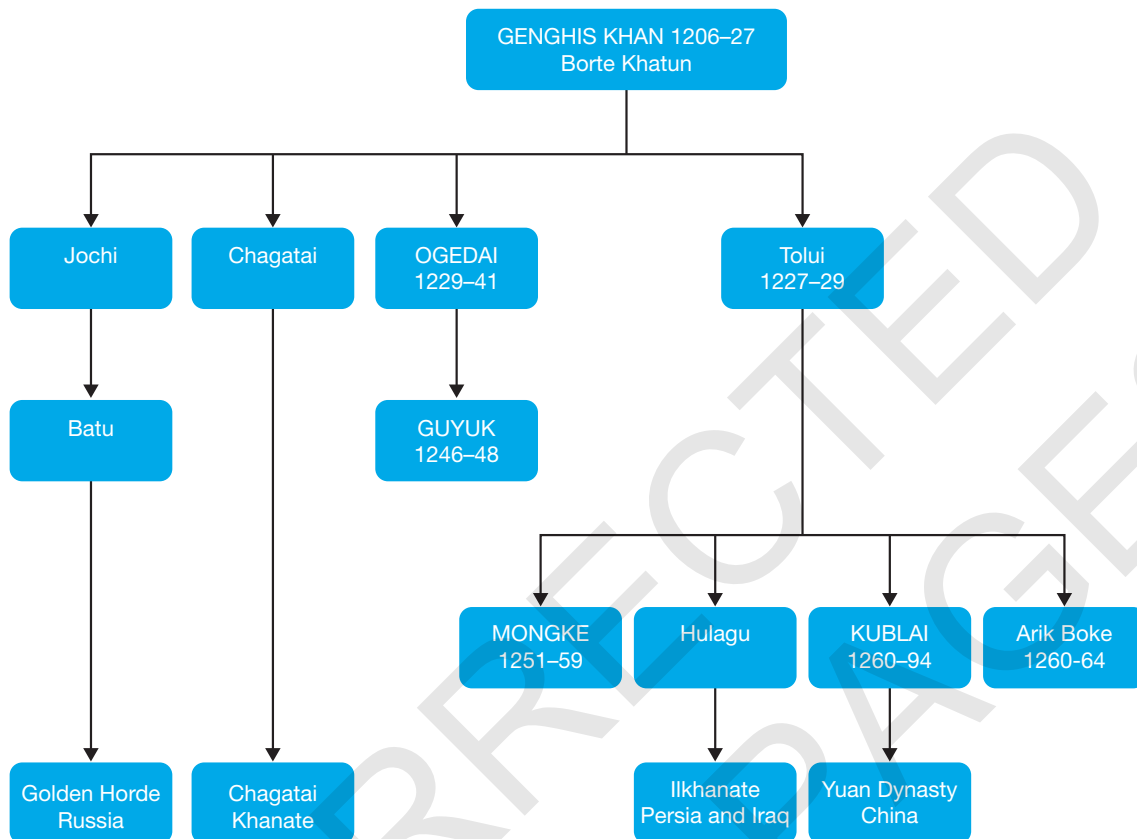 GENGHIS KHAN 1206–27
Borte Khatun
Jochi
Chagatai
OGEDAI
1229–41
Tolui
1227–29
Batu
GUYUK
1246–48
MONGKE
1251–59
Hulagu
KUBLAI
1260–94
Arik Boke
1260-64
Golden Horde
Russia
Chagatai
Khanate
Ilkhanate
Persia and Iraq
Yuan Dynasty
China
RRECTED
PAGES